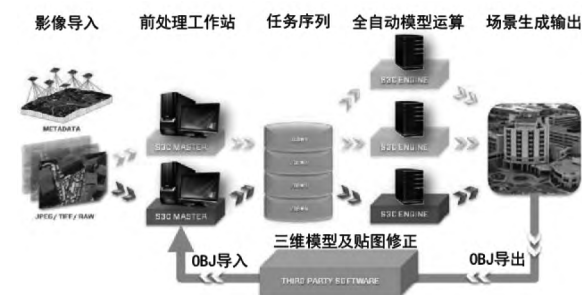 影像导入 前处理工作站 任务序列 全自动模型运算 场景生成输出
METADATA
JPEG/TIFF/RAW
S3C MASTER
S3C MASTER
S3C ENGINE
S3C ENGINE
S3C ENGINE
三维模型及贴图修正
OBJ导入
OBJ导出
THIRD PARTY SOFTWARE